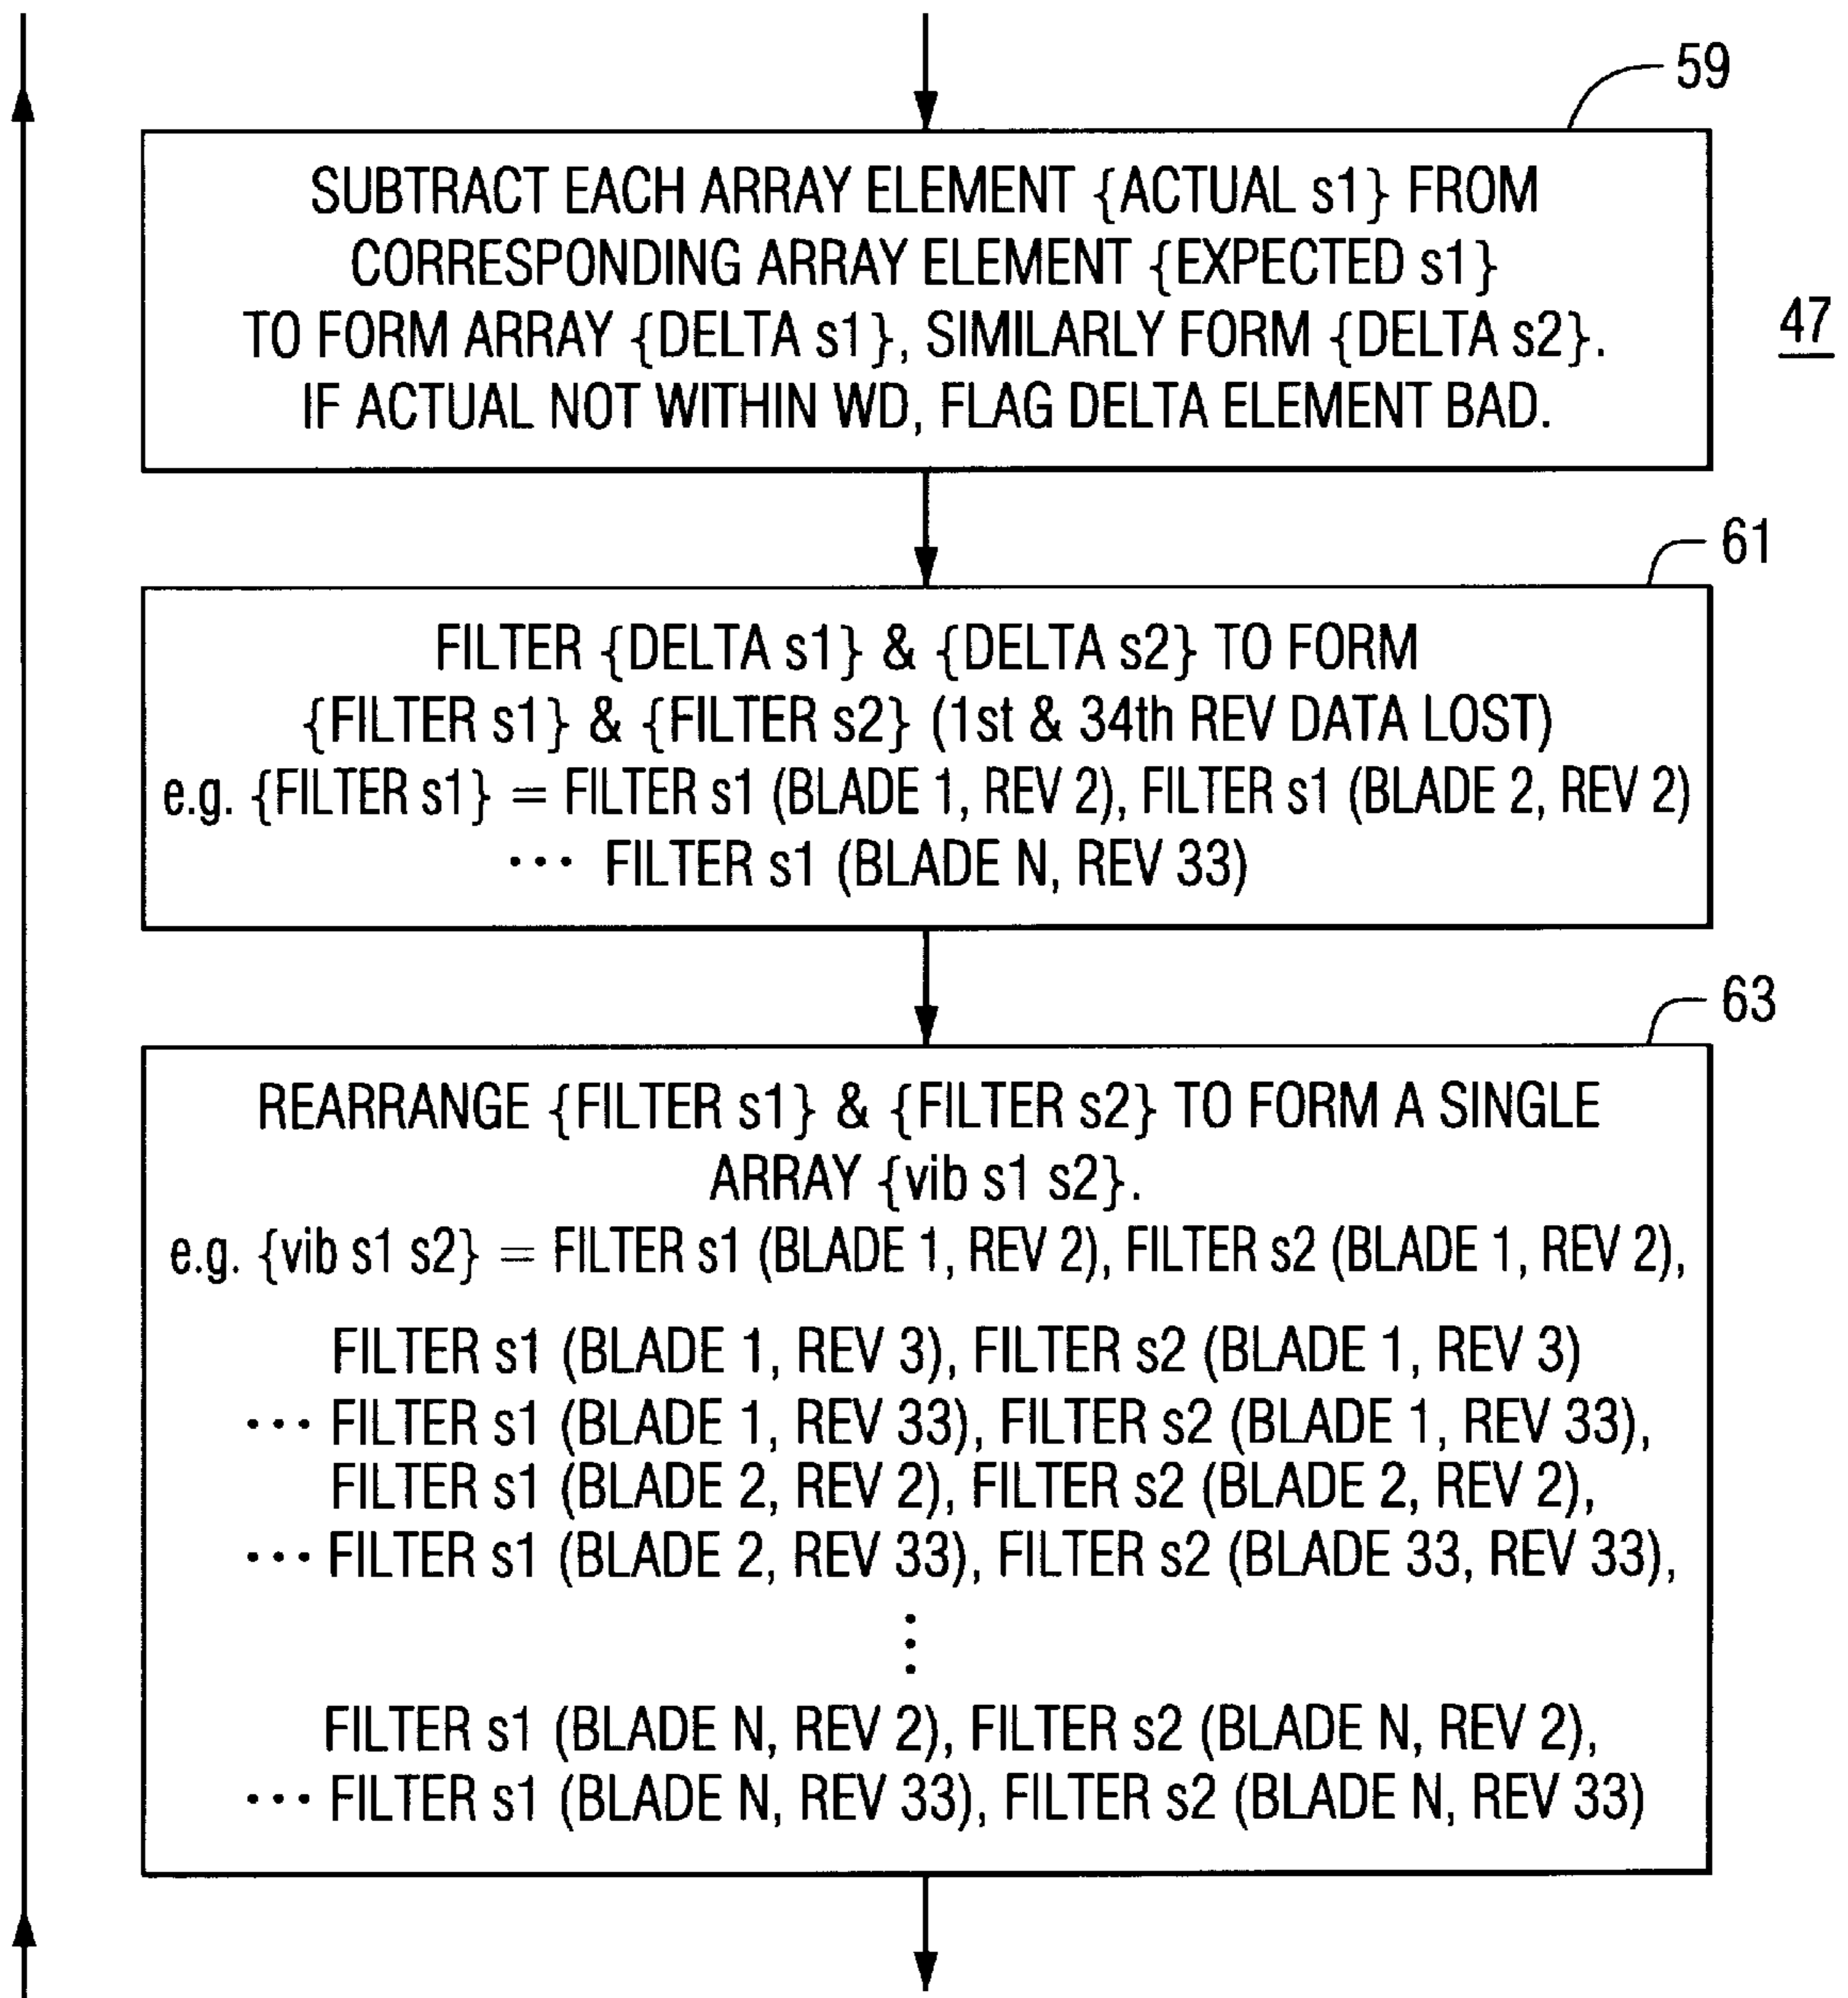 59
SUBTRACT EACH ARRAY ELEMENT {ACTUAL s1} FROM
CORRESPONDING ARRAY ELEMENT {EXPECTED s1}
TO FORM ARRAY {DELTA s1}, SIMILARLY FORM {DELTA s2}.
IF ACTUAL NOT WITHIN WD, FLAG DELTA ELEMENT BAD.
47
61
FILTER {DELTA s1} & {DELTA s2} TO FORM
{FILTER s1} & {FILTER s2} (1st & 34th REV DATA LOST)
e.g. {FILTER s1} = FILTER s1 (BLADE 1, REV 2), FILTER s1 (BLADE 2, REV 2)
••• FILTER s1 (BLADE N, REV 33)
63
REARRANGE {FILTER s1} & {FILTER s2} TO FORM A SINGLE
ARRAY {vib s1 s2}.
e.g. {vib s1 s2} = FILTER s1 (BLADE 1, REV 2), FILTER s2 (BLADE 1, REV 2),
FILTER s1 (BLADE 1, REV 3), FILTER s2 (BLADE 1, REV 3)
••• FILTER s1 (BLADE 1, REV 33), FILTER s2 (BLADE 1, REV 33),
FILTER s1 (BLADE 2, REV 2), FILTER s2 (BLADE 2, REV 2),
••• FILTER s1 (BLADE 2, REV 33), FILTER s2 (BLADE 33, REV 33),
FILTER s1 (BLADE N, REV 2), FILTER s2 (BLADE N, REV 2),
••• FILTER s1 (BLADE N, REV 33), FILTER s2 (BLADE N, REV 33)